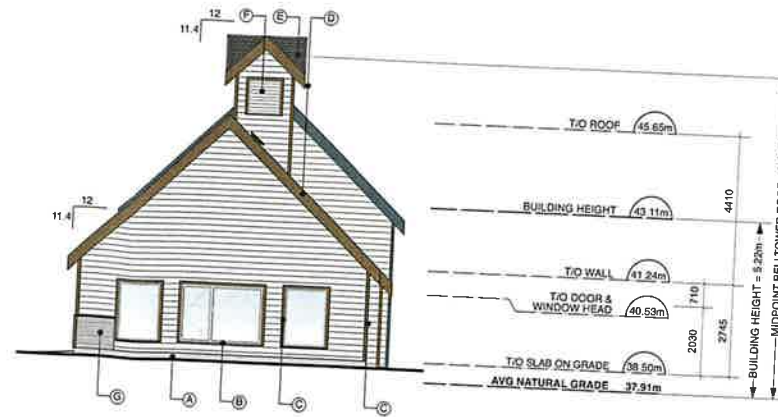 12
11.4
F
E
D
T/O ROOF 45.65m
4410
12
11.4
BUILDING HEIGHT 43.11m
T/O WALL 41.24m
T/O DOOR & WINDOW HEAD 40.53m
710
2030
2745
BUILDING HEIGHT = 5.22m
T/O SLAB ON GRADE 38.50m
AVG NATURAL GRADE 37.91m
MIDPOINT BELLTOWER
G
A
B
C
C